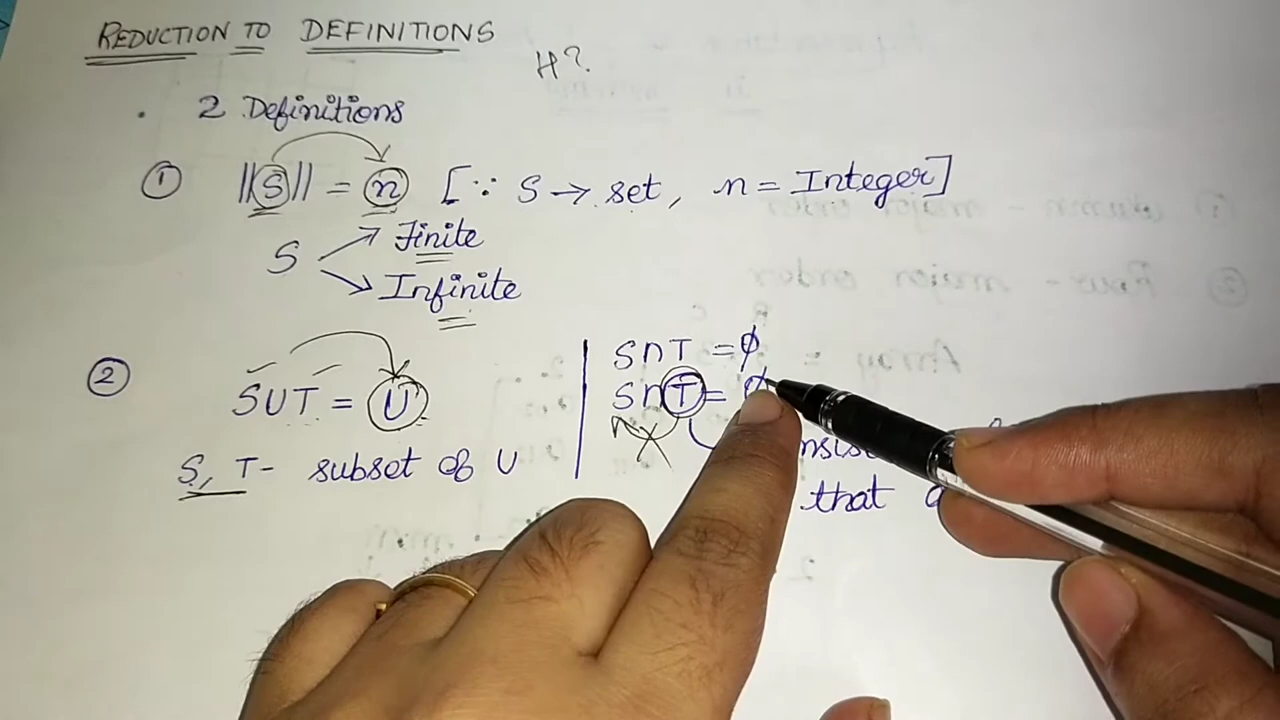 REDUCTION TO DEFINITIONS
H?
. 2 Definitions
① ||S|| = n [∵ S → set, n = Integer]
S Finite
Infinite
② SUT = U
S, T - subset of U
S∩T = φ
S∩T = φ
that